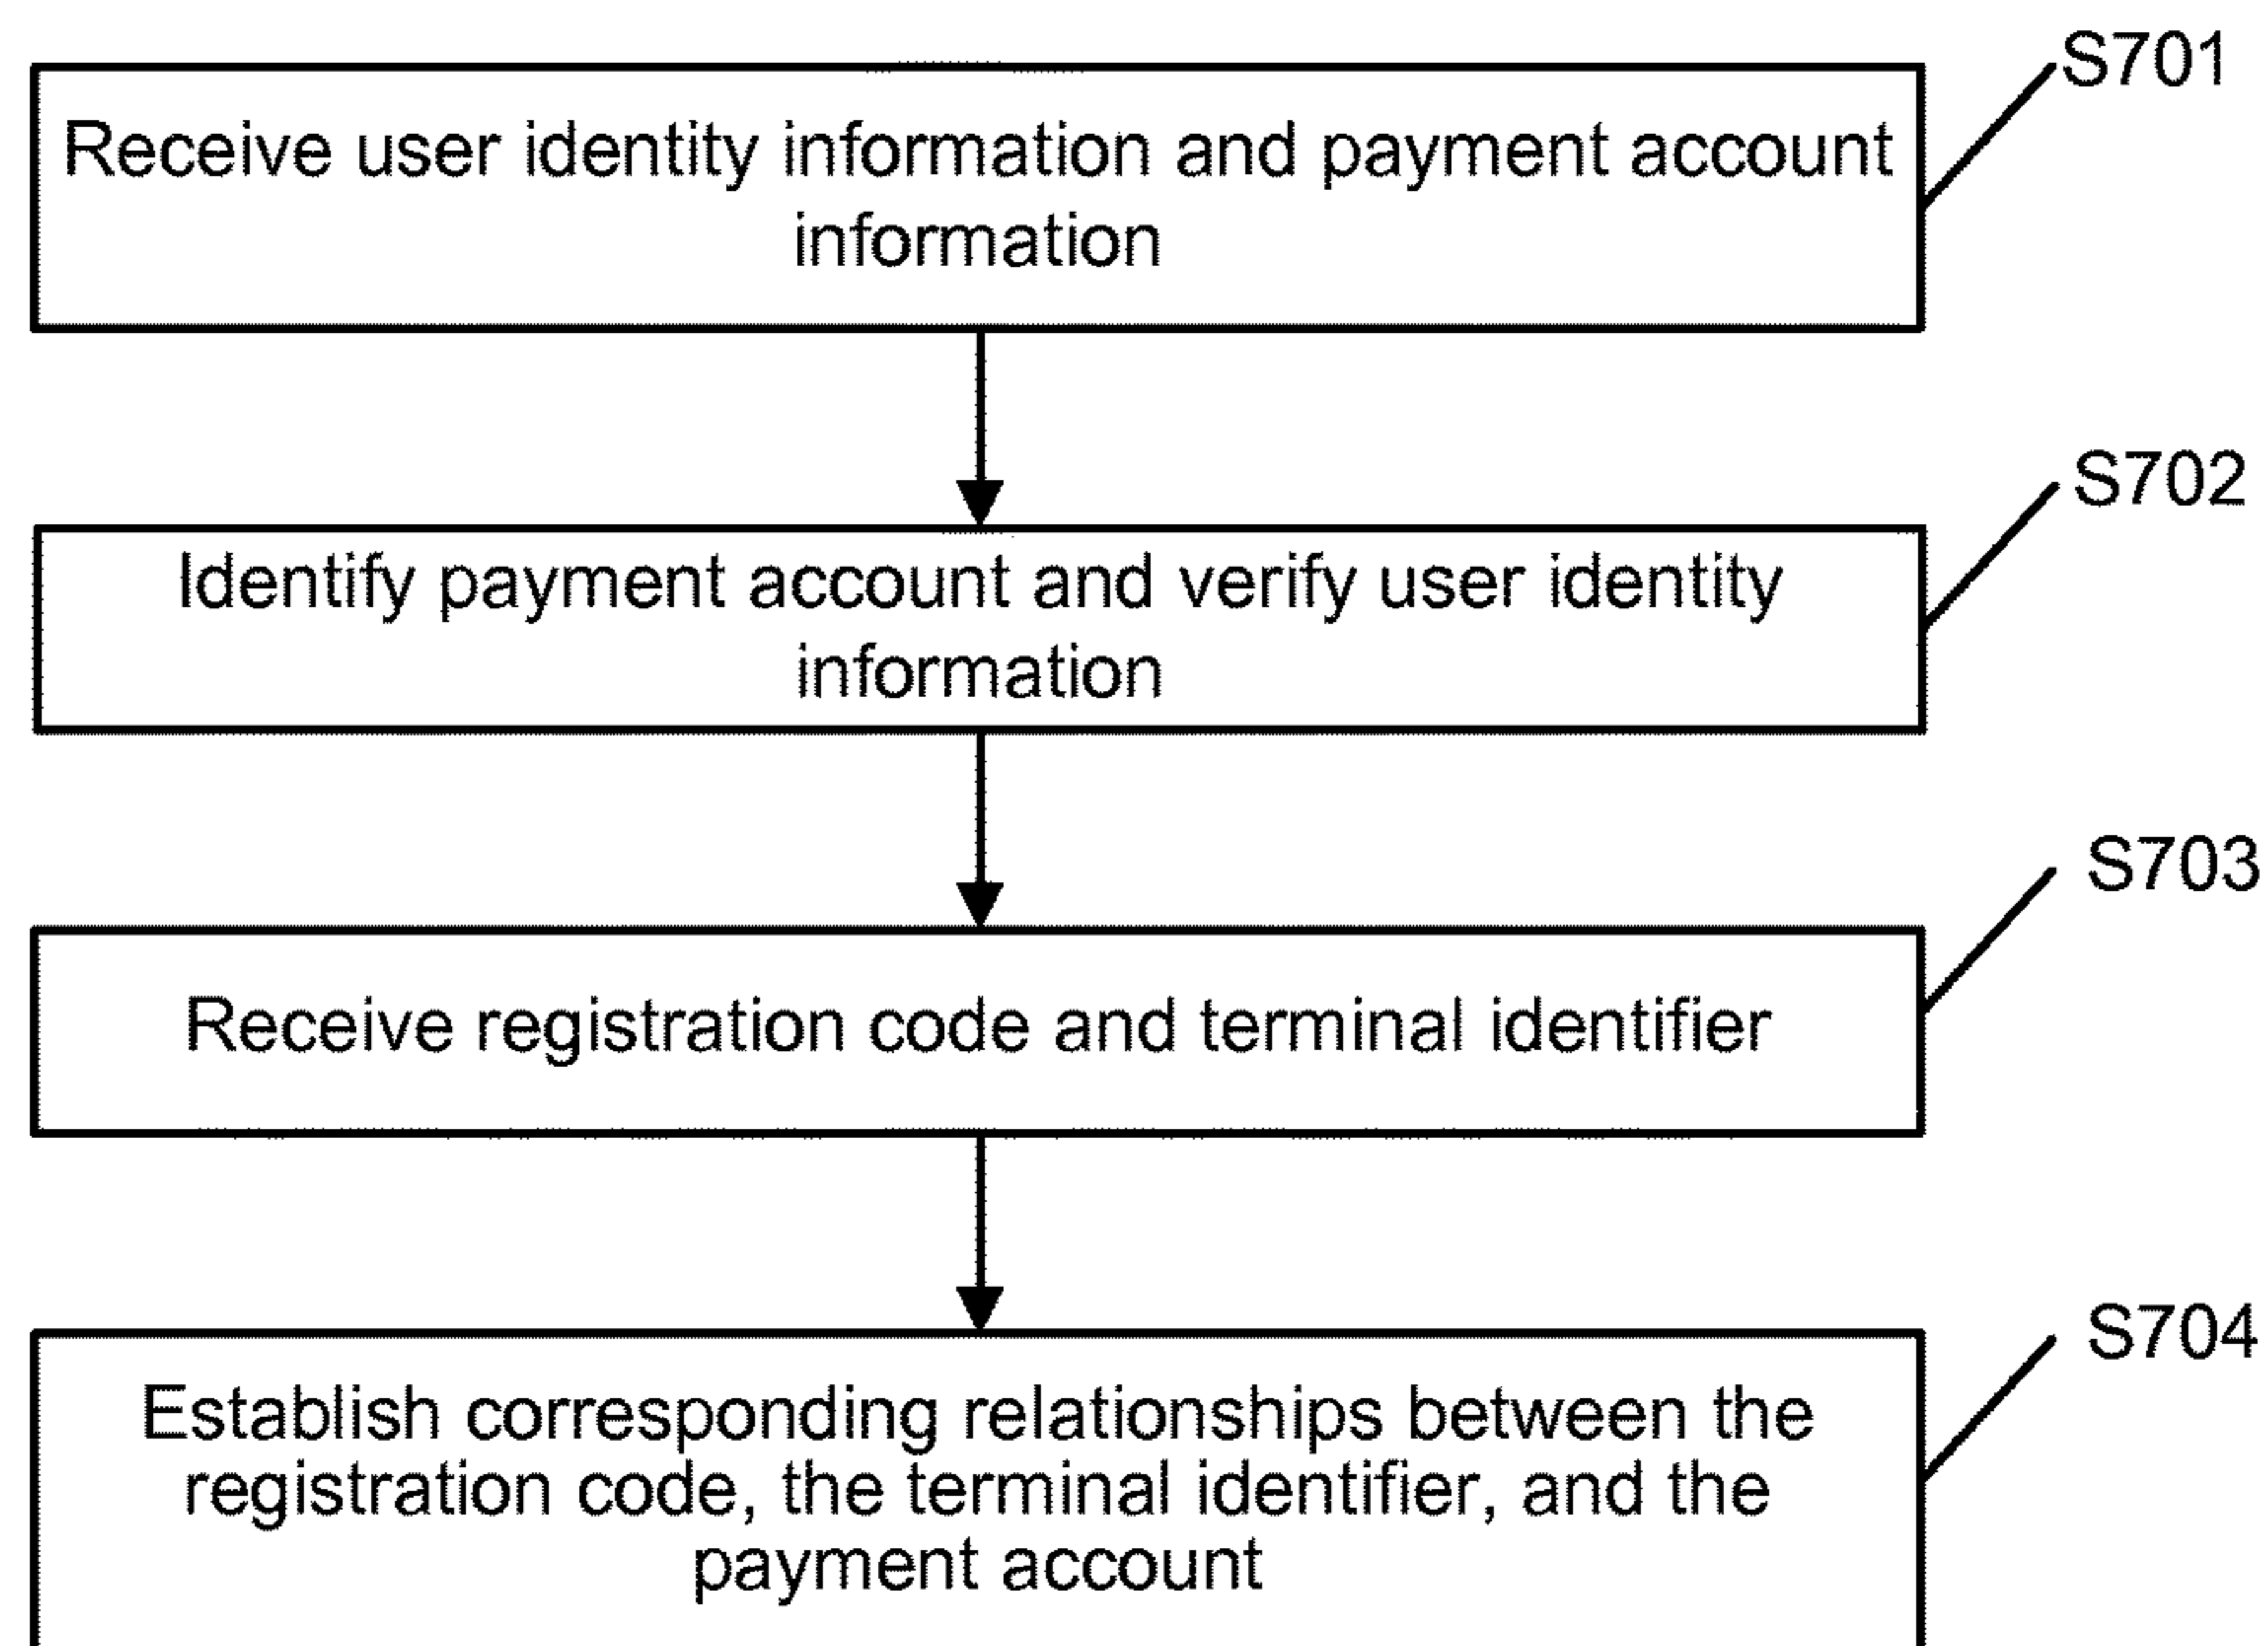 S701
Receive user identity information and payment account
information
S702
Identify payment account and verify user identity
information
S703
Receive registration code and terminal identifier
S704
Establish corresponding relationships between the
registration code, the terminal identifier, and the
payment account